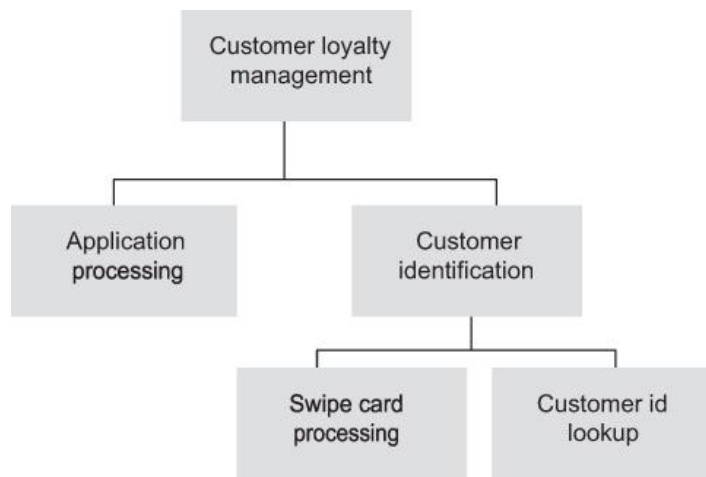 Customer loyalty
management
Application
processing
Customer
identification
Swipe card
processing
Customer id
lookup